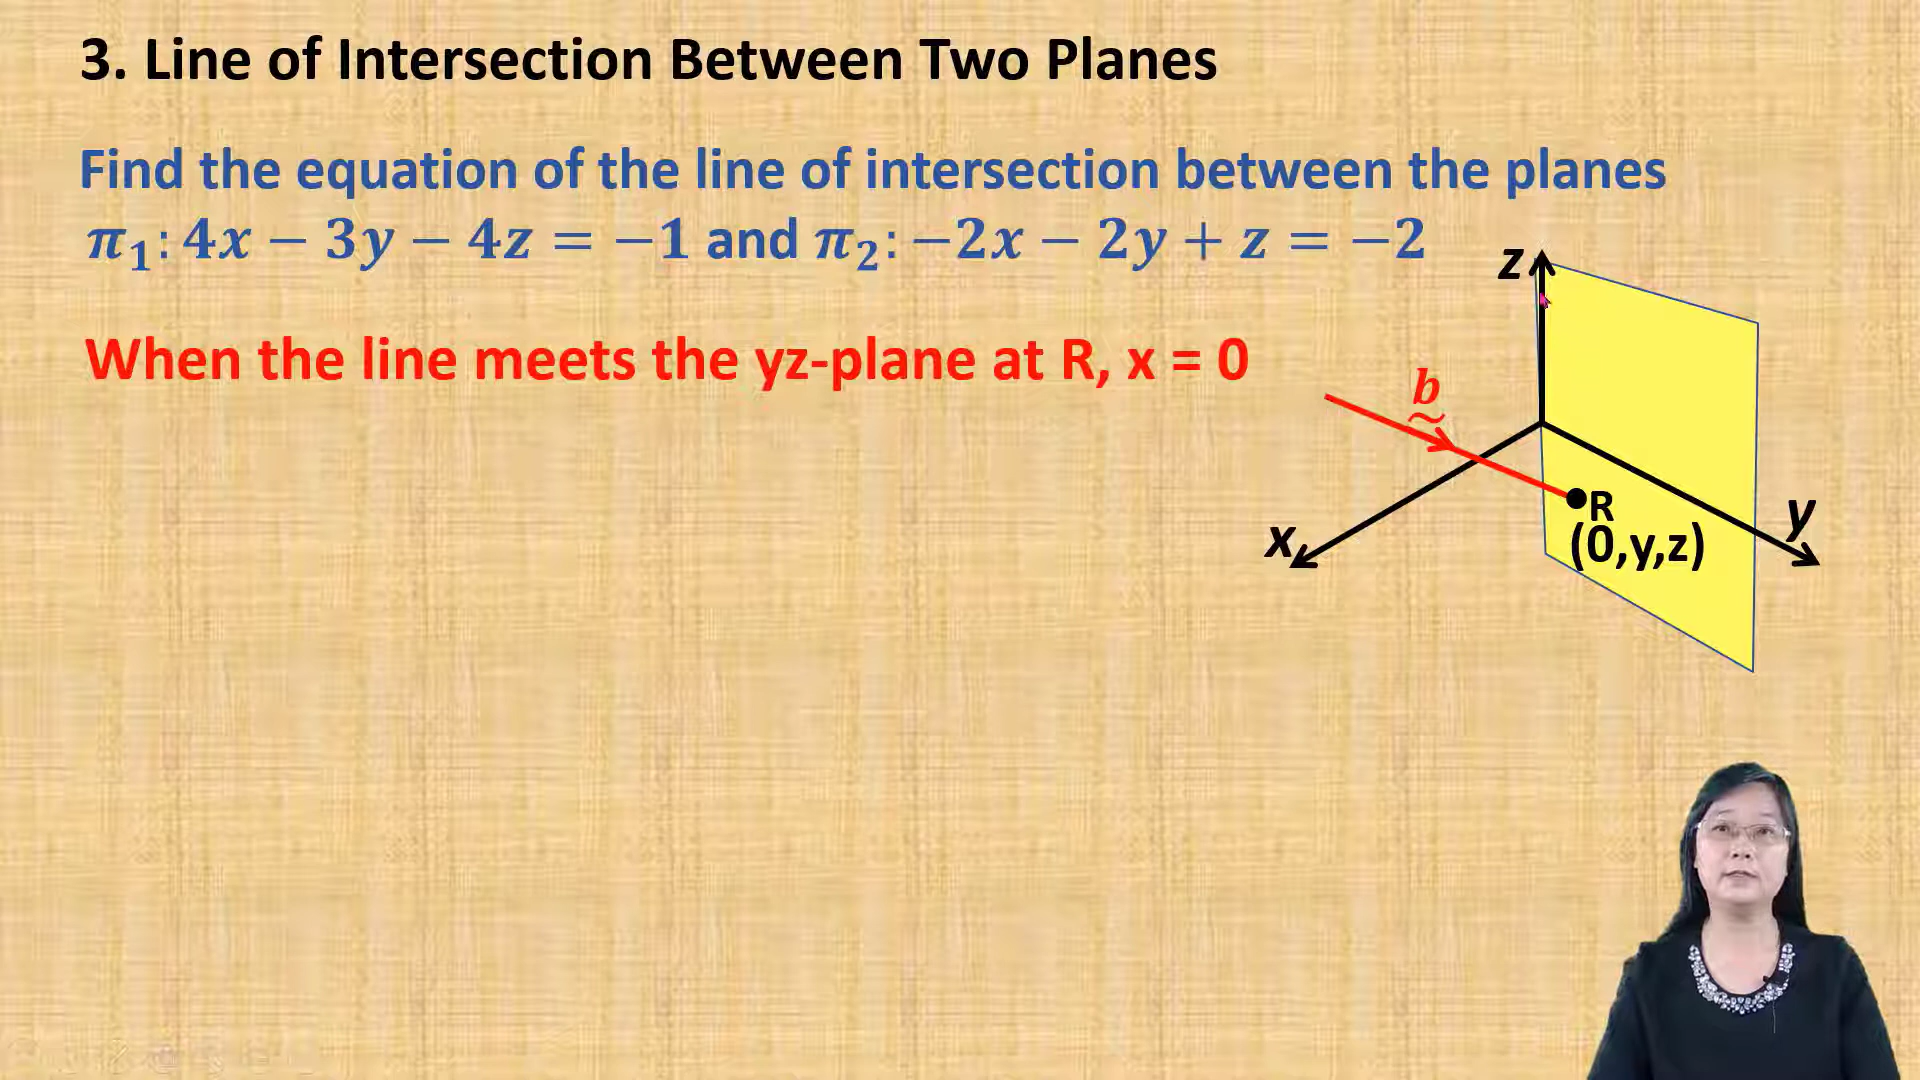 3. Line of Intersection Between Two Planes
Find the equation of the line of intersection between the planes
π₁: 4x − 3y − 4z = −1 and π₂: −2x − 2y + z = −2
When the line meets the yz-plane at R, x = 0
z
b
x
y
R
(0,y,z)